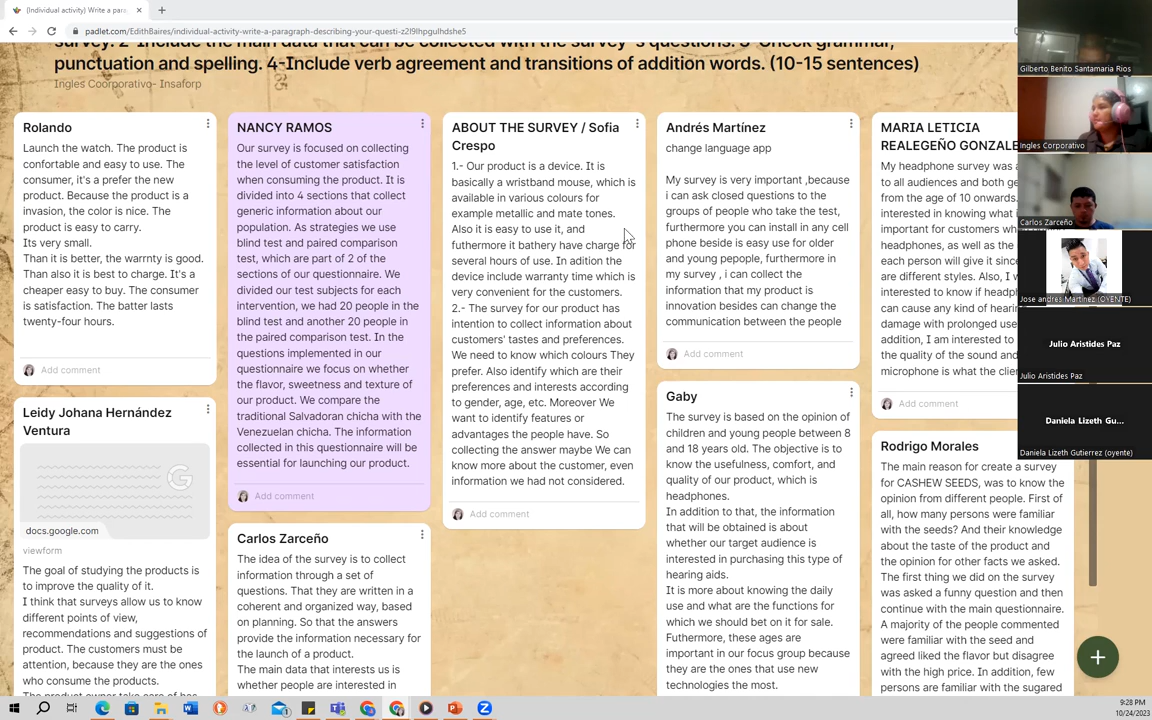 (Individual activity) Write a para
padlet.com/EdithBaires/individual-activity-write-a-paragraph-describing-your-questi-z2l9lhpgulhdshe5
survey. 2-Include the main data that can be collected with the survey´s questions. 3-Check grammar,
punctuation and spelling. 4-Include verb agreement and transitions of addition words. (10-15 sentences)
Ingles Coorporativo- Insaforp
Rolando
Launch the watch. The product is
confortable and easy to use. The
consumer, it's a prefer the new
product. Because the product is a
invasion, the color is nice. The
product is easy to carry.
Its very small.
Than it is better, the warrnty is good.
Than also it is best to charge. It's a
cheaper easy to buy. The consumer
is satisfaction. The batter lasts
twenty-four hours.
Add comment
Leidy Johana Hernández
Ventura
docs.google.com
viewform
The goal of studying the products is
to improve the quality of it.
I think that surveys allow us to know
different points of view,
recommendations and suggestions of
product. The customers must be
attention, because they are the ones
who consume the products.
The product owner take care of has
NANCY RAMOS
Our survey is focused on collecting
the level of customer satisfaction
when consuming the product. It is
divided into 4 sections that collect
generic information about our
population. As strategies we use
blind test and paired comparison
test, which are part of 2 of the
sections of our questionnaire. We
divided our test subjects for each
intervention, we had 20 people in the
blind test and another 20 people in
the paired comparison test. In the
questions implemented in our
questionnaire we focus on whether
the flavor, sweetness and texture of
our product. We compare the
traditional Salvadoran chicha with the
Venezuelan chicha. The information
collected in this questionnaire will be
essential for launching our product.
Add comment
Carlos Zarceño
The idea of the survey is to collect
information through a set of
questions. That they are written in a
coherent and organized way, based
on planning. So that the answers
provide the information necessary for
the launch of a product.
The main data that interests us is
whether people are interested in
ABOUT THE SURVEY / Sofia
Crespo
1.- Our product is a device. It is
basically a wristband mouse, which is
available in various colours for
example metallic and mate tones.
Also it is easy to use it, and
futhermore it bathery have charge for
several hours of use. In adition the
device include warranty time which is
very convenient for the customers.
2.- The survey for our product has
intention to collect information about
customers' tastes and preferences.
We need to know which colours They
prefer. Also identify which are their
preferences and interests according
to gender, age, etc. Moreover We
want to identify features or
advantages the people have. So
collecting the answer maybe We can
know more about the customer, even
information we had not considered.
Add comment
Andrés Martínez
change language app
My survey is very important ,because
i can ask closed questions to the
groups of people who take the test,
furthermore you can install in any cell
phone beside is easy use for older
and young pepople, furthermore in
my survey , i can collect the
information that my product is
innovation besides can change the
communication between the people
Add comment
Gaby
The survey is based on the opinion of
children and young people between 8
and 18 years old. The objective is to
know the usefulness, comfort, and
quality of our product, which is
headphones.
In addition to that, the information
that will be obtained is about
whether our target audience is
interested in purchasing this type of
hearing aids.
It is more about knowing the daily
use and what are the functions for
which we should bet on it for sale.
Futhermore, these ages are
important in our focus group because
they are the ones that use new
technologies the most.
MARIA LETICIA
REALEGEÑO GONZALE
My headphone survey was a
to all audiences and both ge
from the age of 10 onwards.
interested in knowing what i
important for customers wh
headphones, as well as the
each person will give it since
are different styles. Also, I w
interested to know if headph
can cause any kind of hearin
damage with prolonged use
addition, I am interested to
the quality of the sound and
microphone is what the clien
Add comment
Rodrigo Morales
The main reason for create a survey
for CASHEW SEEDS, was to know the
opinion from different people. First of
all, how many persons were familiar
with the seeds? And their knowledge
about the taste of the product and
the opinion for other facts we asked.
The first thing we did on the survey
was asked a funny question and then
continue with the main questionnaire.
A majority of the people commented
were familiar with the seed and
agreed liked the flavor but disagree
with the high price. In addition, few
persons are familiar with the sugared
Gilberto Benito Santamaria Rios
Ingles Corporativo
Carlos Zarceño
Jose andres Martinez (OYENTE)
Julio Aristides Paz
Julio Aristides Paz
Daniela Lizeth Gu...
Daniela Lizeth Gutierrez (oyente)
9:28 PM
10/24/2023